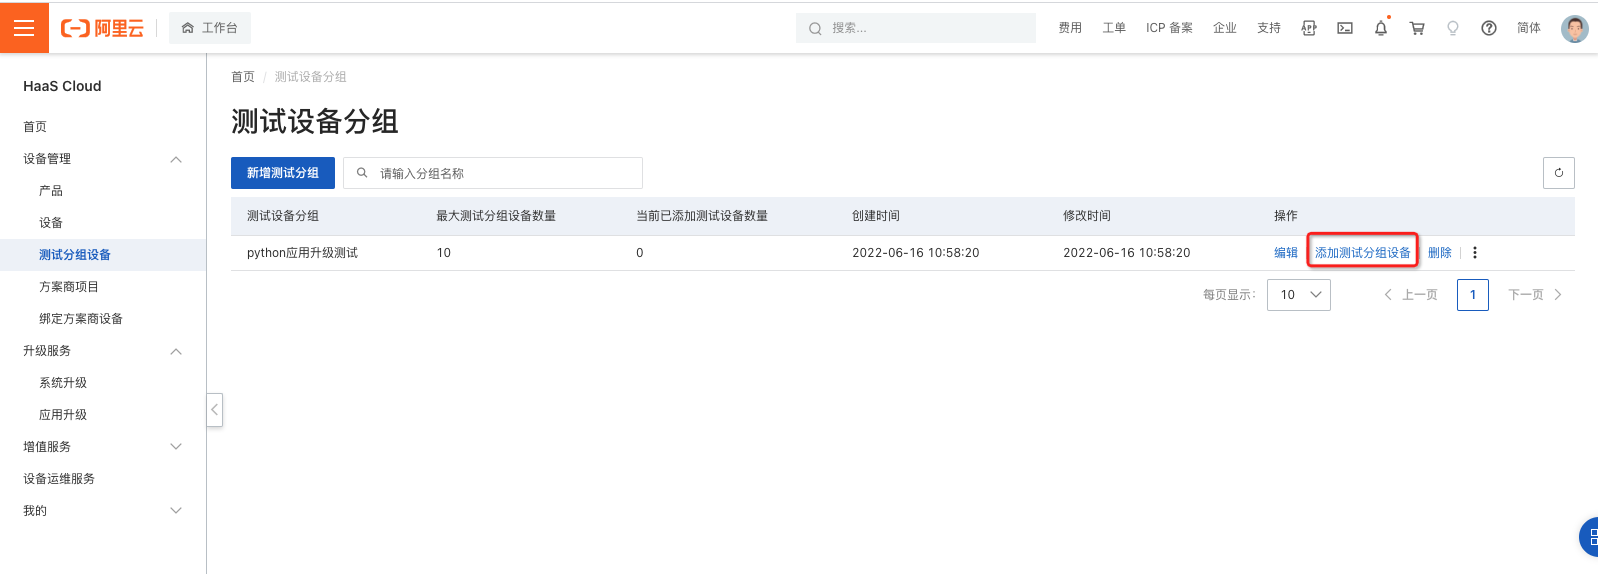 阿里云
工作台
搜索...
费用
工单
ICP 备案
企业
支持
简体
HaaS Cloud
首页
设备管理
产品
设备
测试分组设备
方案商项目
绑定方案商设备
升级服务
系统升级
应用升级
增值服务
设备运维服务
我的
首页 / 测试设备分组
测试设备分组
新增测试分组
请输入分组名称
测试设备分组 最大测试分组设备数量 当前已添加测试设备数量 创建时间 修改时间 操作
python应用升级测试 10 0 2022-06-16 10:58:20 2022-06-16 10:58:20 编辑 添加测试分组设备 删除
每页显示: 10 上一页 1 下一页